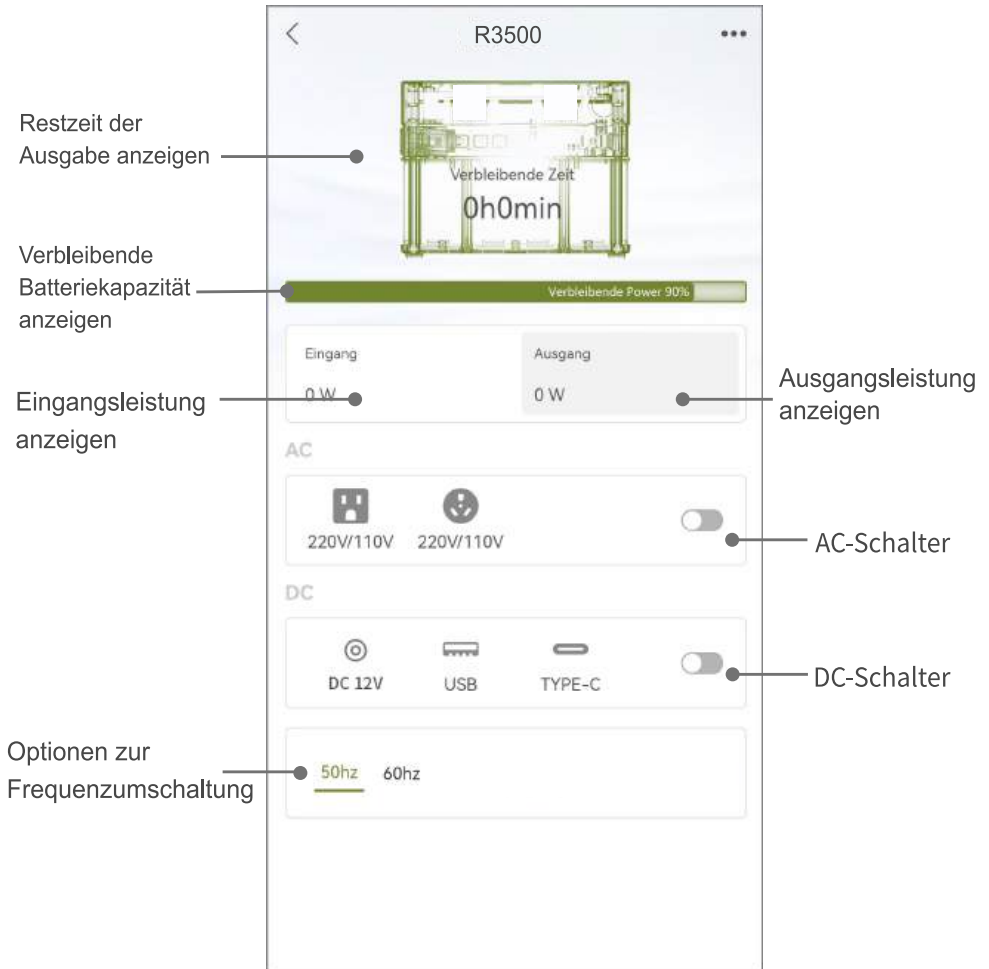 R3500
Restzeit der
Ausgabe anzeigen
Verbleibende Zeit
0h0min
Verbleibende
Batteriekapazität
anzeigen
Verbleibende Power 90%
Eingang
0 W
Ausgang
0 W
Eingangsleistung
anzeigen
Ausgangsleistung
anzeigen
AC
220V/110V
220V/110V
AC-Schalter
DC
DC 12V
USB
TYPE-C
DC-Schalter
Optionen zur
Frequenzumschaltung
50hz
60hz